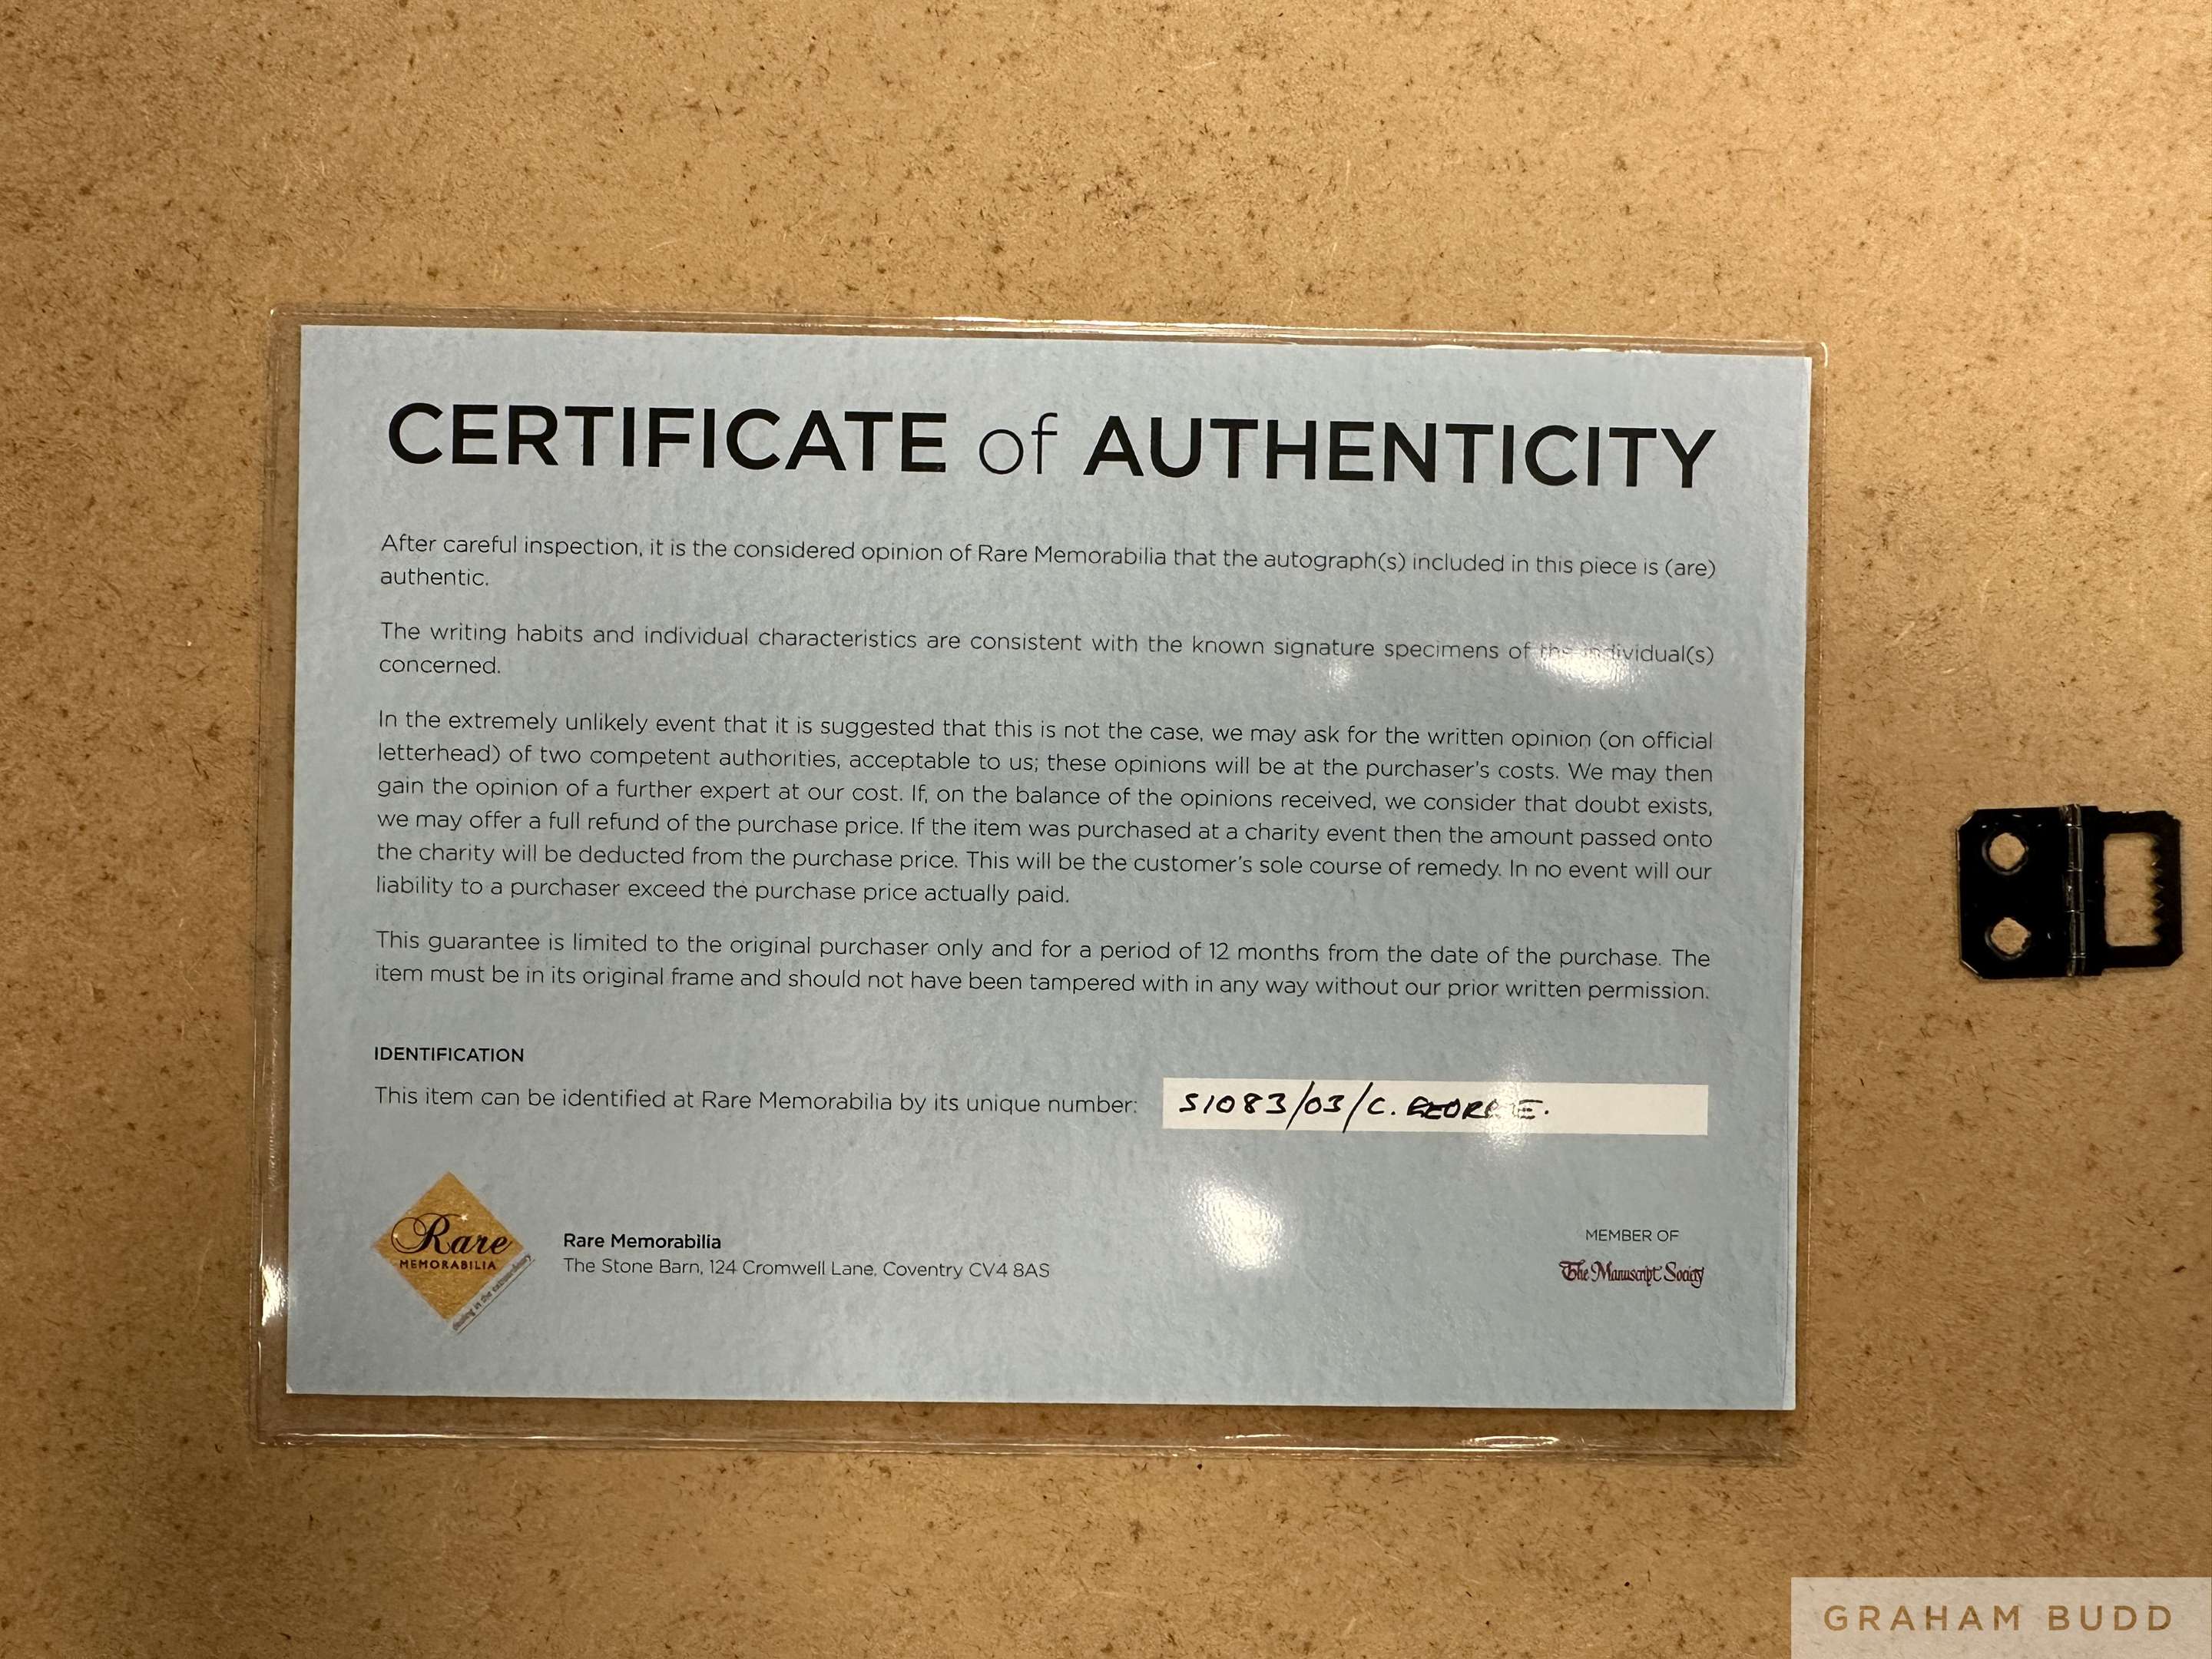 CERTIFICATE of AUTHENTICITY
After careful inspection, it is the considered opinion of Rare Memorabilia that the autograph(s) included in this piece is (are)
authentic.
The writing habits and individual characteristics are consistent with the known signature specimens of the individual(s)
concerned.
In the extremely unlikely event that it is suggested that this is not the case, we may ask for the written opinion (on official
letterhead) of two competent authorities, acceptable to us; these opinions will be at the purchaser's costs. We may then
gain the opinion of a further expert at our cost. If, on the balance of the opinions received, we consider that doubt exists,
we may offer a full refund of the purchase price. If the item was purchased at a charity event then the amount passed onto
the charity will be deducted from the purchase price. This will be the customer's sole course of remedy. In no event will our
liability to a purchaser exceed the purchase price actually paid.
This guarantee is limited to the original purchaser only and for a period of 12 months from the date of the purchase. The
item must be in its original frame and should not have been tampered with in any way without our prior written permission.
IDENTIFICATION
This item can be identified at Rare Memorabilia by its unique number: S1083/03/C. GEORGE.
Rare
MEMORABILIA
dealing in the extraordinary
Rare Memorabilia
The Stone Barn, 124 Cromwell Lane, Coventry CV4 8AS
MEMBER OF
The Manuscript Society
GRAHAM BUDD